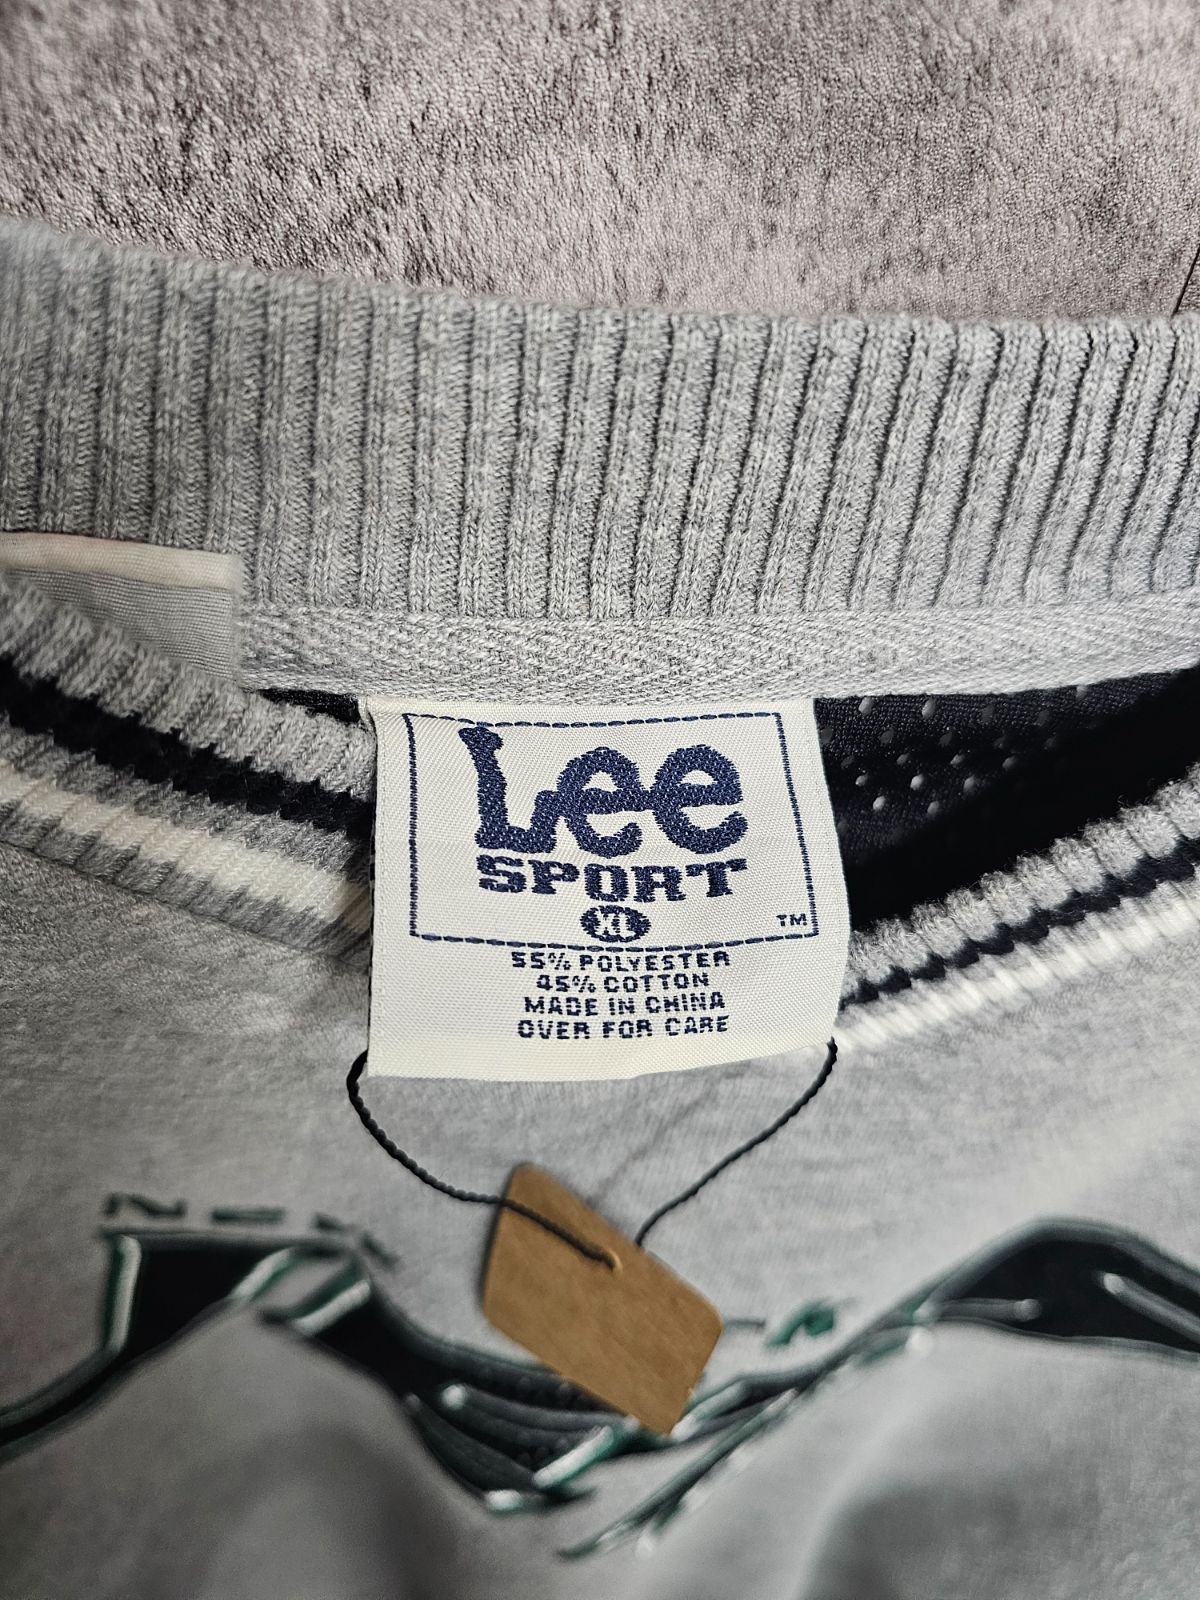 Lee
SPORT
XL
TM
55% POLYESTER
45% COTTON
MADE IN CHINA
OVER FOR CARE